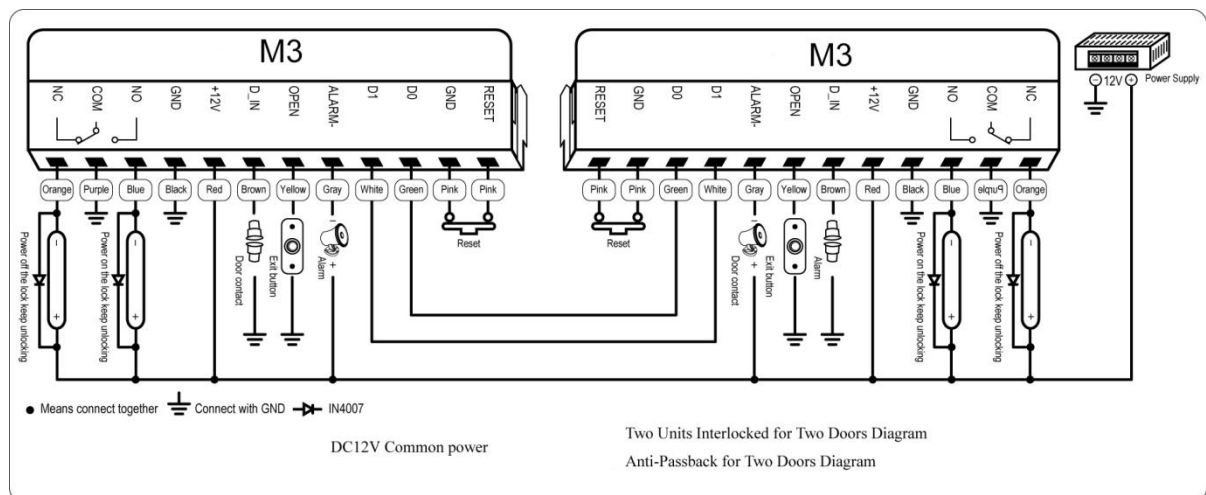 M3
NC COM NO GND +12V D_IN OPEN ALARM- D1 D0 GND RESET
Orange Purple Blue Black Red Brown Yellow Gray White Green Pink Pink
Power off the lock keep unlocking
Power on the lock keep unlocking
Door contact
Exit button
Alarm
Reset
M3
RESET GND D0 D1 ALARM- OPEN D_IN +12V GND NO COM NC
Pink Pink Green White Gray Yellow Brown Red Black Blue Purple Orange
Reset
Door contact
Exit button
Alarm
Power on the lock keep unlocking
Power off the lock keep unlocking
12V
Power Supply
Means connect together
Connect with GND
IN4007
DC12V Common power
Two Units Interlocked for Two Doors Diagram
Anti-Passback for Two Doors Diagram